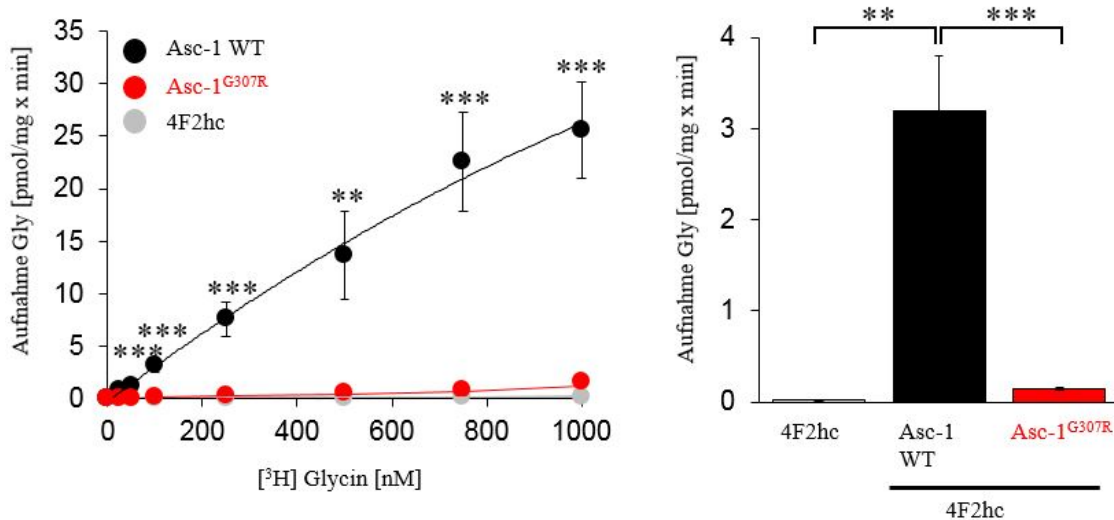 Aufnahme Gly [pmol/mg x min]
35
30
25
20
15
10
5
0
Asc-1 WT
Asc-1G307R
4F2hc
***
***
***
**
***
***
0
200
400
600
800
1000
[3H] Glycin [nM]
Aufnahme Gly [pmol/mg x min]
4
3
2
1
0
**
***
4F2hc
Asc-1
WT
Asc-1G307R
4F2hc